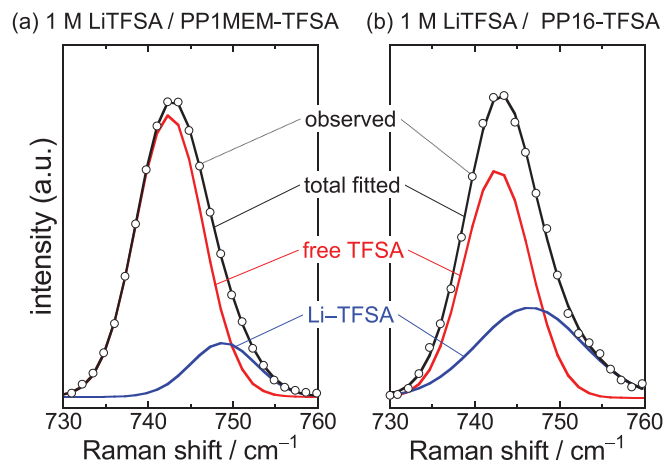 (a) 1 M LiTFSA / PP1MEM-TFSA
(b) 1 M LiTFSA / PP16-TFSA
intensity (a.u.)
observed
total fitted
free TFSA
Li–TFSA
730 740 750 760
730 740 750 760
Raman shift / cm⁻¹
Raman shift / cm⁻¹